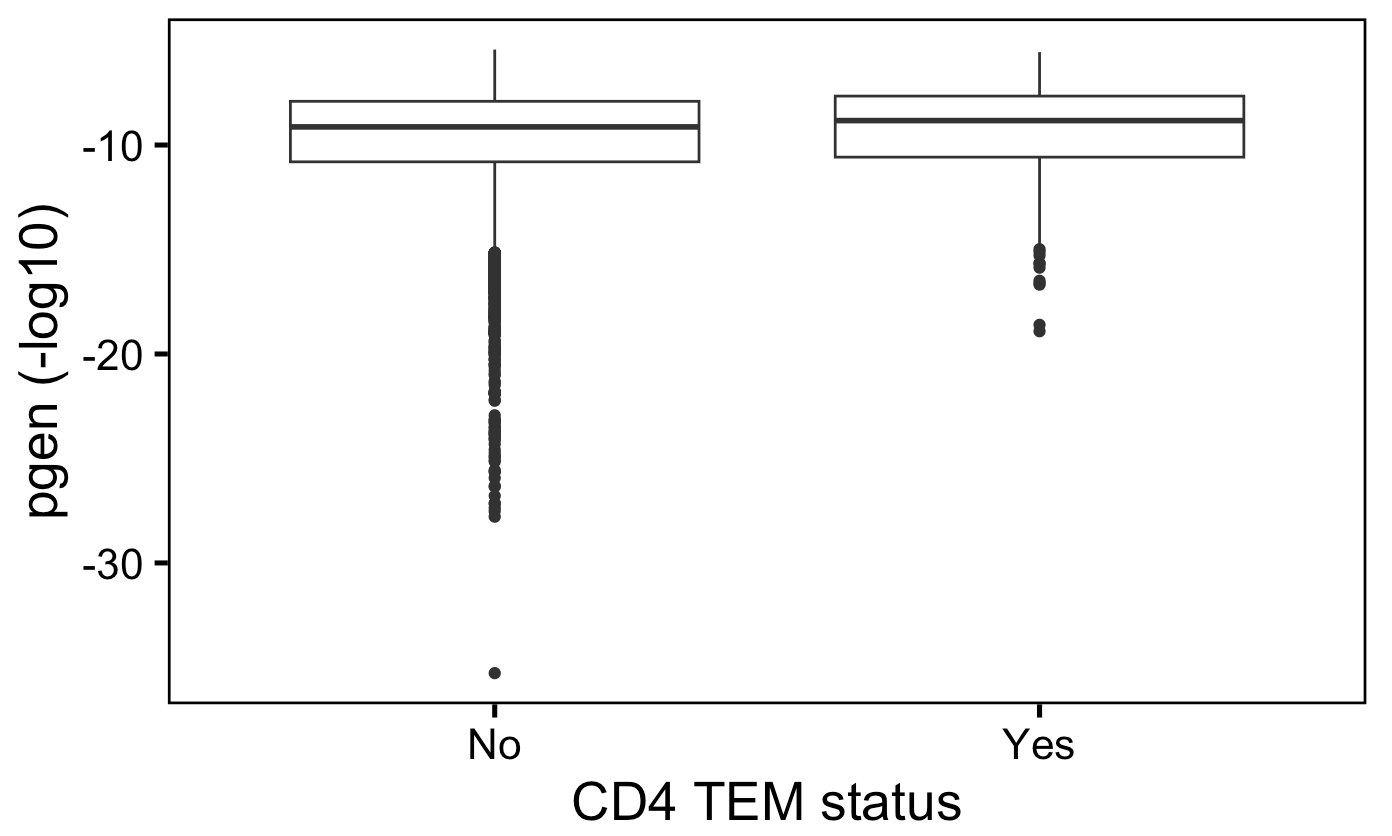 pgen (-log10)
-10
-20
-30
No
Yes
CD4 TEM status